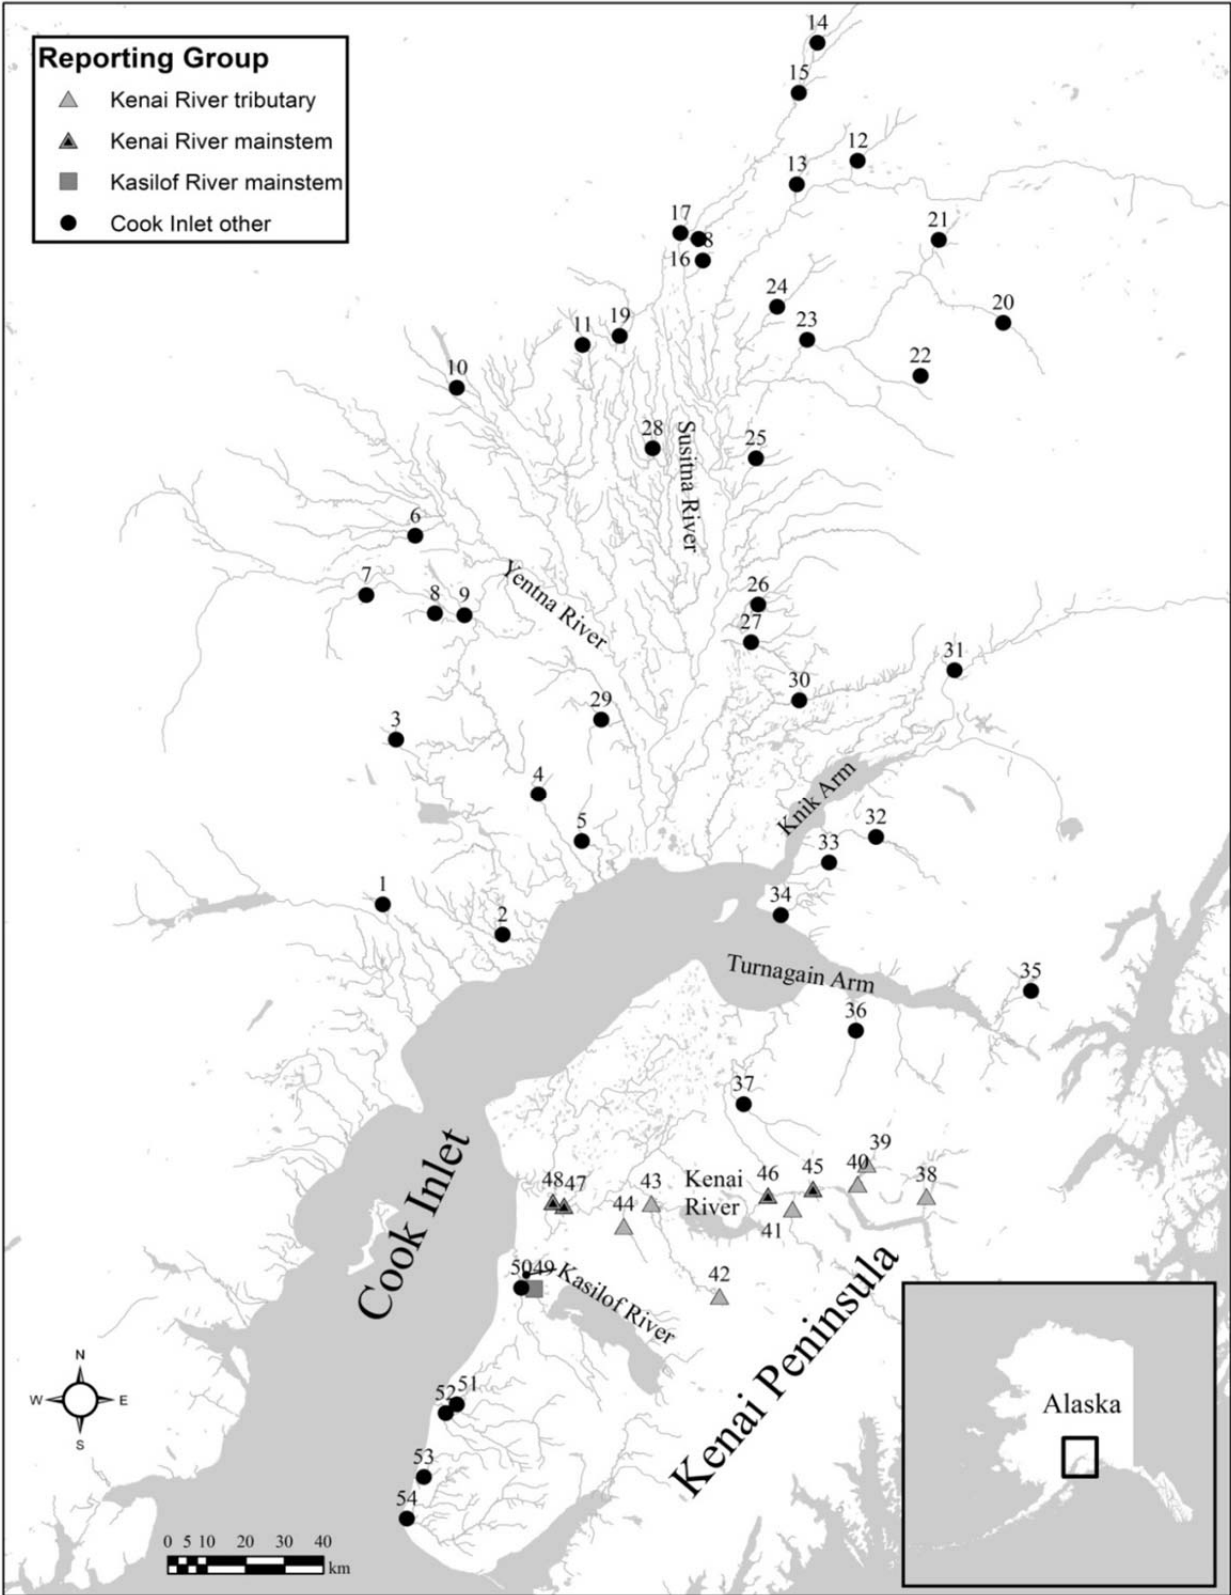 Reporting Group
Kenai River tributary
Kenai River mainstem
Kasilof River mainstem
Cook Inlet other
14
15
12
13
17
8
16
21
24
20
23
19
11
22
10
28
Susitna River
25
6
Yentna River
7
8
9
26
27
31
30
29
3
4
Knik Arm
5
32
33
1
34
2
Turnagain Arm
35
36
37
Cook Inlet
39
48
47
43
Kenai
River
46
45
40
38
44
41
5049
Kasilof River
42
Kenai Peninsula
N
W
E
S
52
51
53
54
Alaska
0 5 10 20 30 40
km